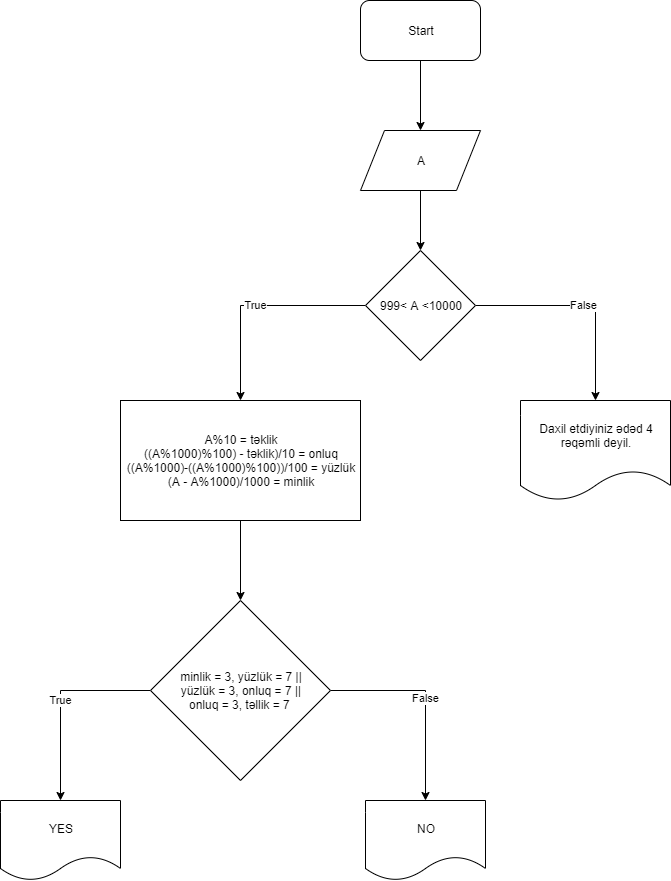 Start
A
999< A <10000
True
False
A%10 = təklik
((A%1000)%100) - təklik)/10 = onluq
((A%1000)-((A%1000)%100))/100 = yüzlük
(A - A%1000)/1000 = minlik
Daxil etdiyiniz ədəd 4
rəqəmli deyil.
minlik = 3, yüzlük = 7 ||
yüzlük = 3, onluq = 7 ||
onluq = 3, təllik = 7
True
False
YES
NO